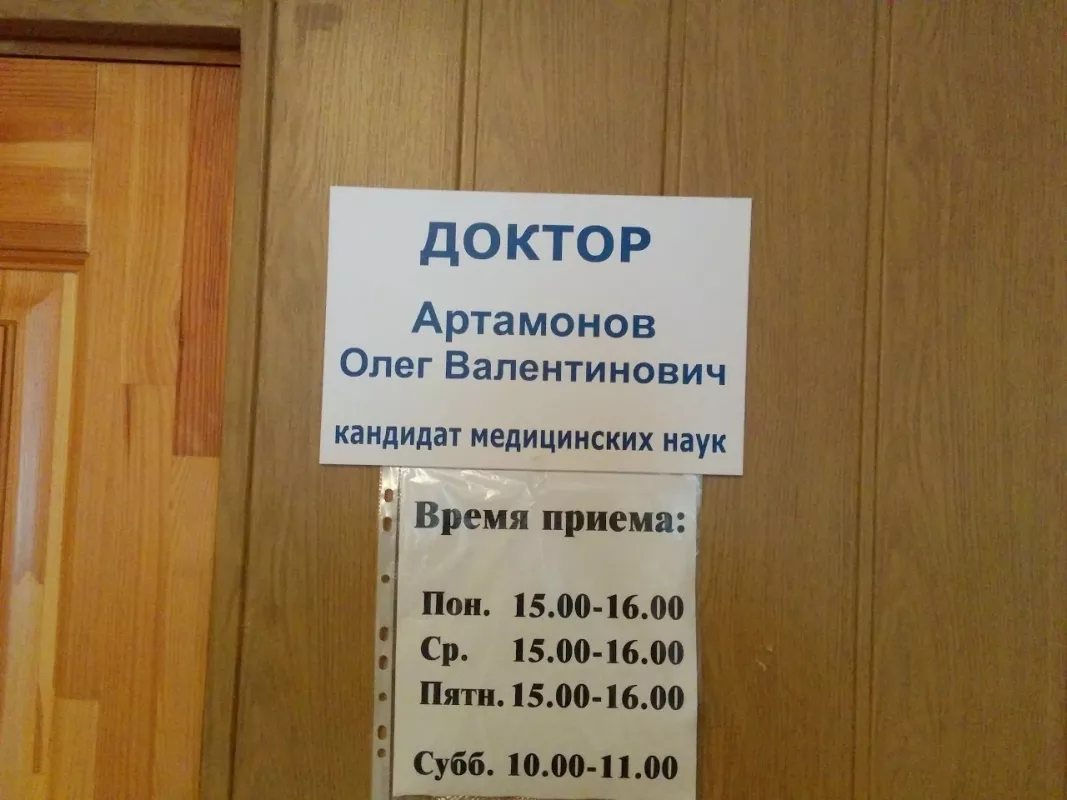 ДОКТОР
Артамонов
Олег Валентинович
кандидат медицинских наук
Время приема:
Пон. 15.00-16.00
Ср. 15.00-16.00
Пятн. 15.00-16.00
Субб. 10.00-11.00